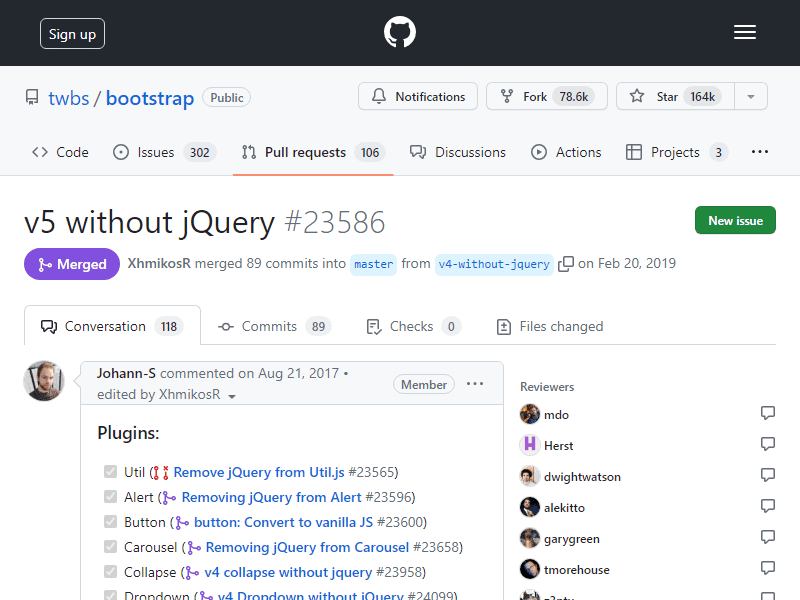 Sign up
twbs / bootstrap Public Notifications Fork 78.6k Star 164k
Code Issues 302 Pull requests 106 Discussions Actions Projects 3 ...
v5 without jQuery #23586 New issue
Merged XhmikosR merged 89 commits into master from v4-without-jquery on Feb 20, 2019
Conversation 118 Commits 89 Checks 0 Files changed
Johann-S commented on Aug 21, 2017 •
edited by XhmikosR
Member ...
Plugins:
Util ( Remove jQuery from Util.js #23565)
Alert ( Removing jQuery from Alert #23596)
Button ( button: Convert to vanilla JS #23600)
Carousel ( Removing jQuery from Carousel #23658)
Collapse ( v4 collapse without jquery #23958)
Dropdown ( v4 Dropdown without jQuery #24099)
Reviewers
mdo
H Herst
dwightwatson
alekitto
garygreen
tmorehouse